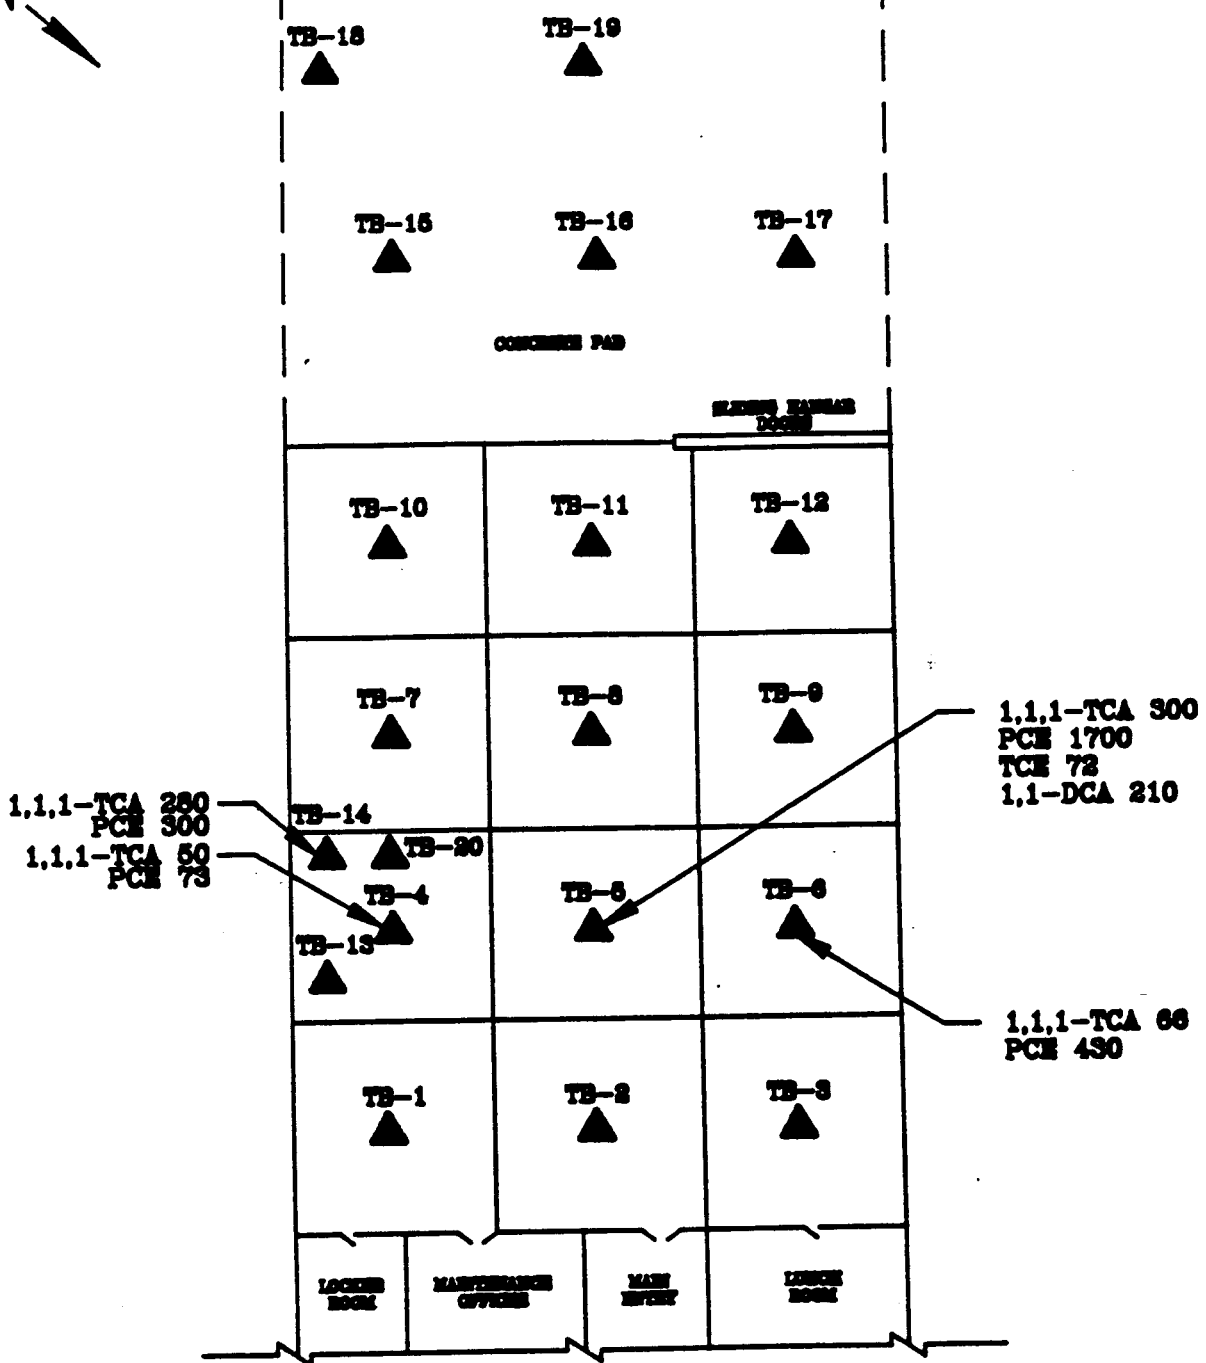 TB-18
TB-19
TB-15
TB-16
TB-17
CONCRETE PAD
SLIDING HANGAR
DOORS
TB-10
TB-11
TB-12
TB-7
TB-8
TB-9
1,1,1-TCA 300
PCE 1700
TCE 72
1,1-DCA 210
1,1,1-TCA 280
PCE 300
1,1,1-TCA 50
PCE 73
TB-14
TB-20
TB-4
TB-5
TB-6
TB-13
1,1,1-TCA 66
PCE 430
TB-1
TB-2
TB-3
LOCKER
ROOM
MAINTENANCE
OFFICES
MAIN
ENTRY
LUNCH
ROOM